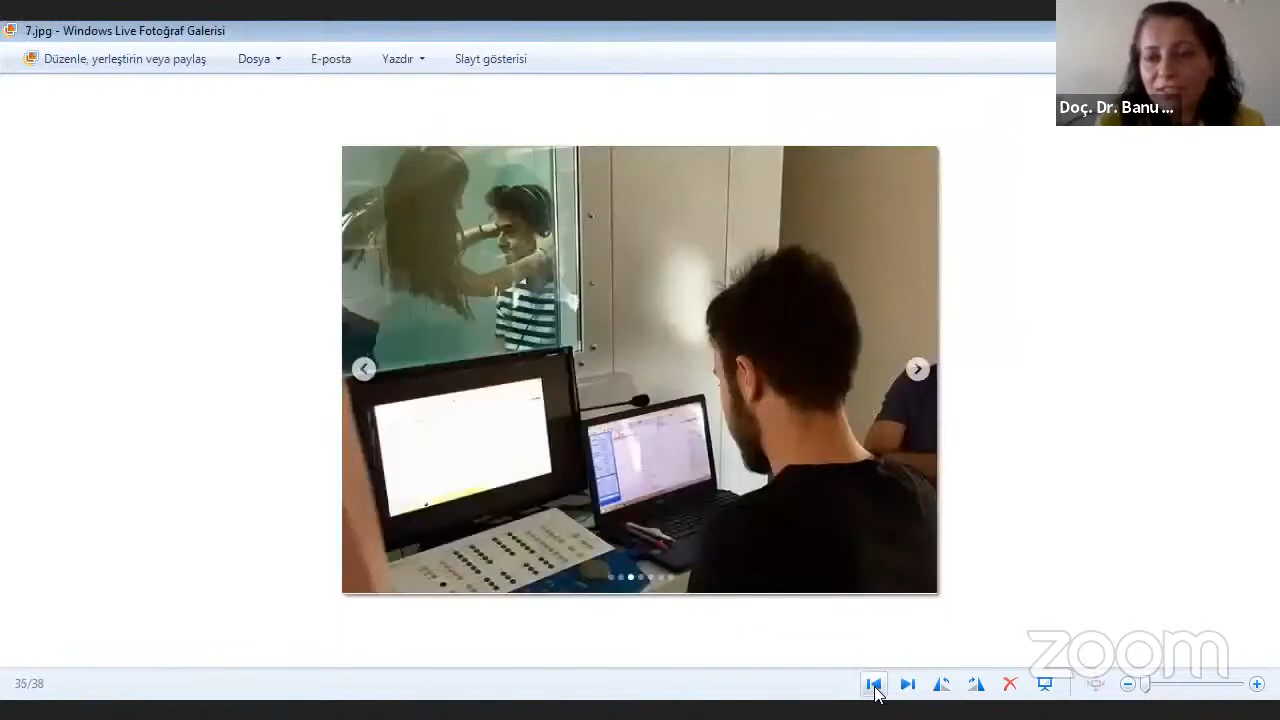 7.jpg - Windows Live Fotoğraf Galerisi
Düzenle, yerleştirin veya paylaş Dosya E-posta Yazdır Slayt gösterisi
Doç. Dr. Banu ...
zoom
36/38